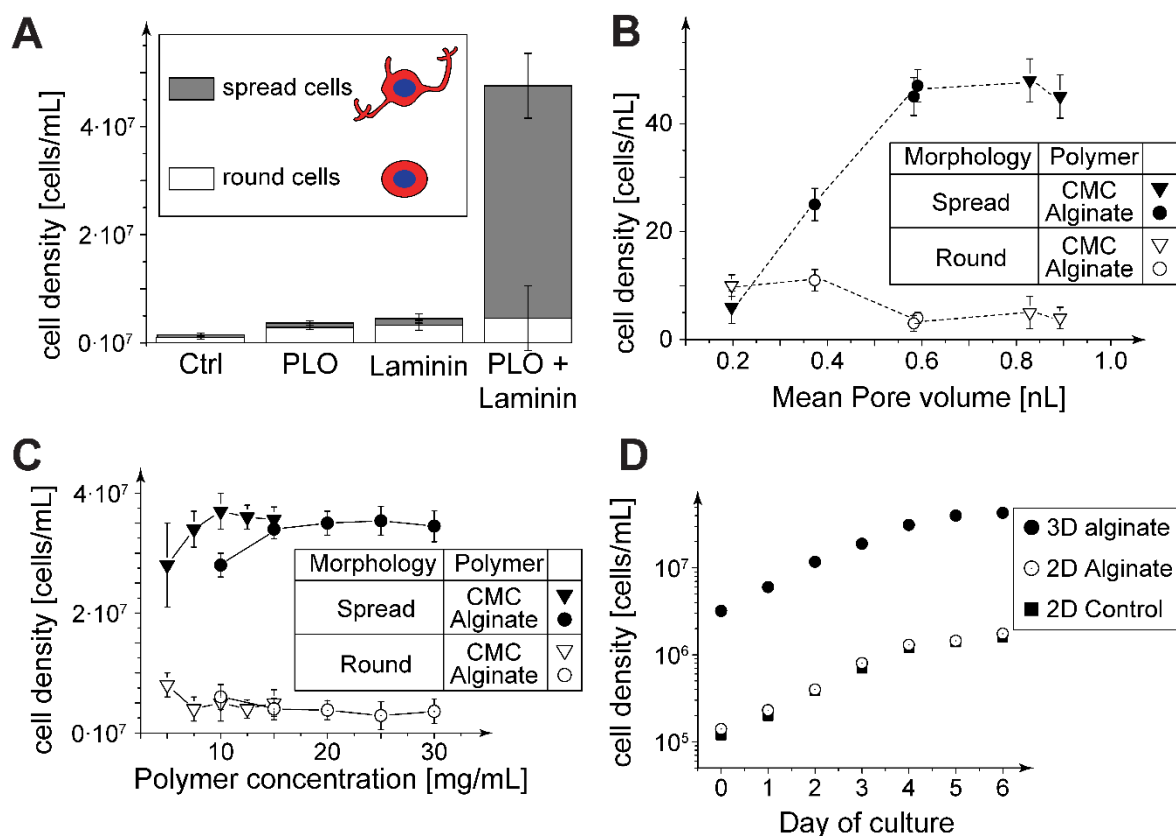 A
cell density [cells/mL]
4·10⁷
2·10⁷
0·10⁷
spread cells
round cells
Ctrl
PLO
Laminin
PLO +
Laminin
B
cell density [cells/nL]
40
20
0
Morphology Polymer
Spread CMC
Alginate
Round CMC
Alginate
0.2 0.4 0.6 0.8 1.0
Mean Pore volume [nL]
C
cell density [cells/mL]
4·10⁷
2·10⁷
0·10⁷
Morphology Polymer
Spread CMC
Alginate
Round CMC
Alginate
10 20 30
Polymer concentration [mg/mL]
D
cell density [cells/mL]
10⁷
10⁶
10⁵
3D alginate
2D Alginate
2D Control
0 1 2 3 4 5 6
Day of culture